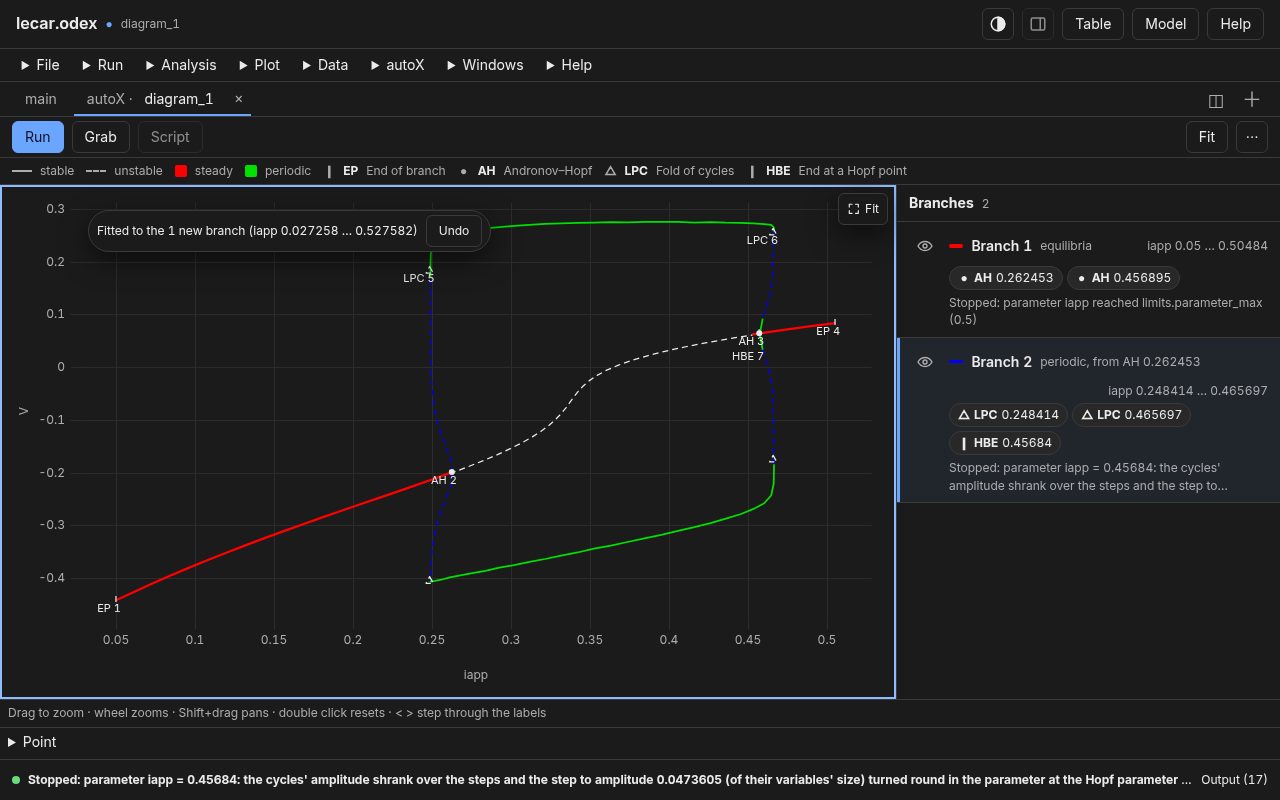 lecar.odex • diagram_1
Table Model Help
▶ File ▶ Run ▶ Analysis ▶ Plot ▶ Data ▶ autoX ▶ Windows ▶ Help
main autoX · diagram_1 ×
Run Grab Script
Fit ···
stable unstable steady periodic | EP End of branch ● AH Andronov–Hopf △ LPC Fold of cycles | HBE End at a Hopf point
Fitted to the 1 new branch (iapp 0.027258 … 0.527582) Undo
Fit
0.3
0.2
0.1
0
-0.1
-0.2
-0.3
-0.4
V
LPC 5
LPC 6
AH 3
HBE 7
EP 4
AH 2
EP 1
0.05 0.1 0.15 0.2 0.25 0.3 0.35 0.4 0.45 0.5
Iapp
Branches 2
Branch 1 equilibria iapp 0.05 … 0.50484
● AH 0.262453 ● AH 0.456895
Stopped: parameter iapp reached limits.parameter_max
(0.5)
Branch 2 periodic, from AH 0.262453
iapp 0.248414 … 0.465697
△ LPC 0.248414 △ LPC 0.465697
| HBE 0.45684
Stopped: parameter iapp = 0.45684: the cycles'
amplitude shrank over the steps and the step to…
Drag to zoom · wheel zooms · Shift+drag pans · double click resets · < > step through the labels
▶ Point
Stopped: parameter iapp = 0.45684: the cycles' amplitude shrank over the steps and the step to amplitude 0.0473605 (of their variables' size) turned round in the parameter at the Hopf parameter … Output (17)